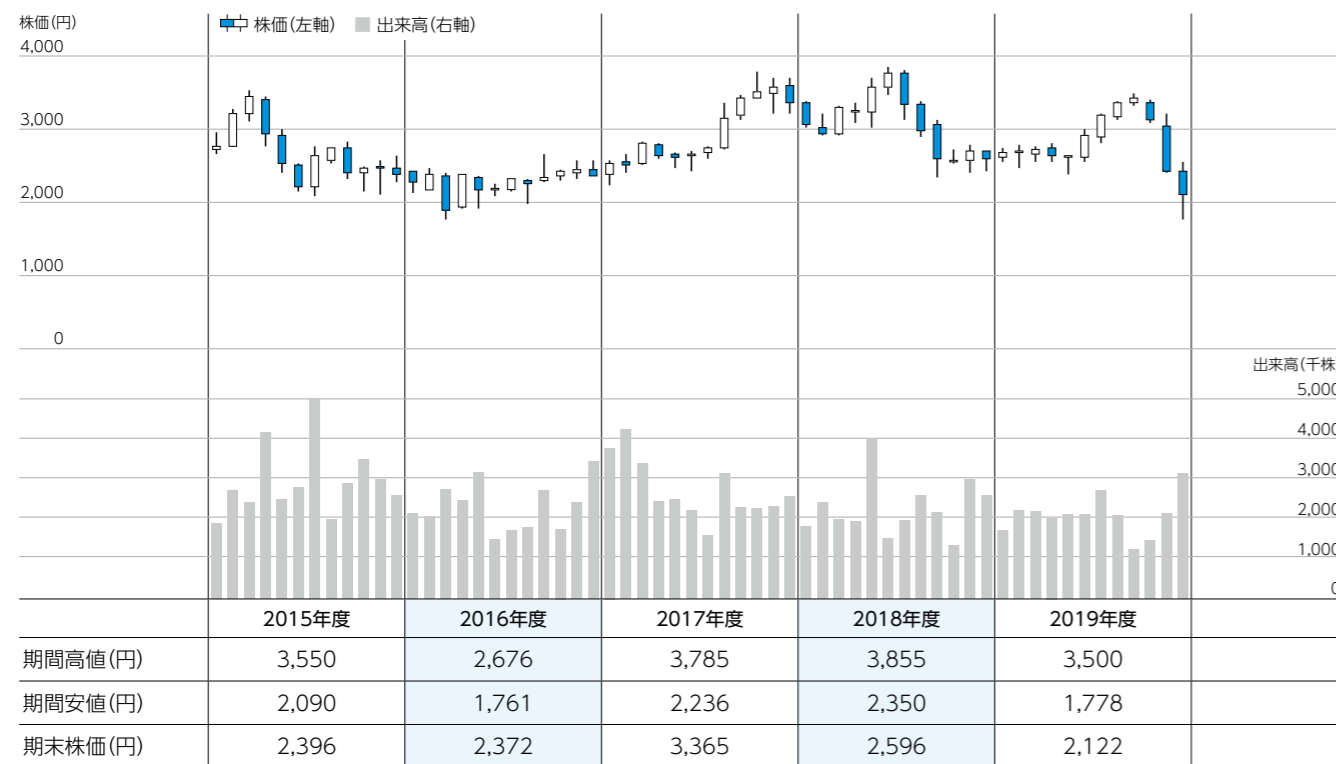 株価(円)
株価(左軸) 出来高(右軸)
4,000
3,000
2,000
1,000
0
出来高(千株
5,000
4,000
3,000
2,000
1,000
0
2015年度 2016年度 2017年度 2018年度 2019年度
期間高値(円) 3,550 2,676 3,785 3,855 3,500
期間安値(円) 2,090 1,761 2,236 2,350 1,778
期末株価(円) 2,396 2,372 3,365 2,596 2,122